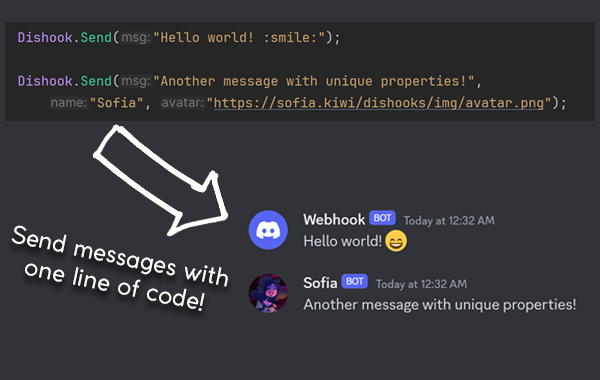 Dishook.Send(msg:"Hello world! :smile:");
Dishook.Send(msg:"Another message with unique properties!",
name:"Sofia", avatar:"https://sofia.kiwi/dishooks/img/avatar.png");
Send messages with
one line of code!
Webhook BOT Today at 12:32 AM
Hello world! 😄
Sofia BOT Today at 12:32 AM
Another message with unique properties!